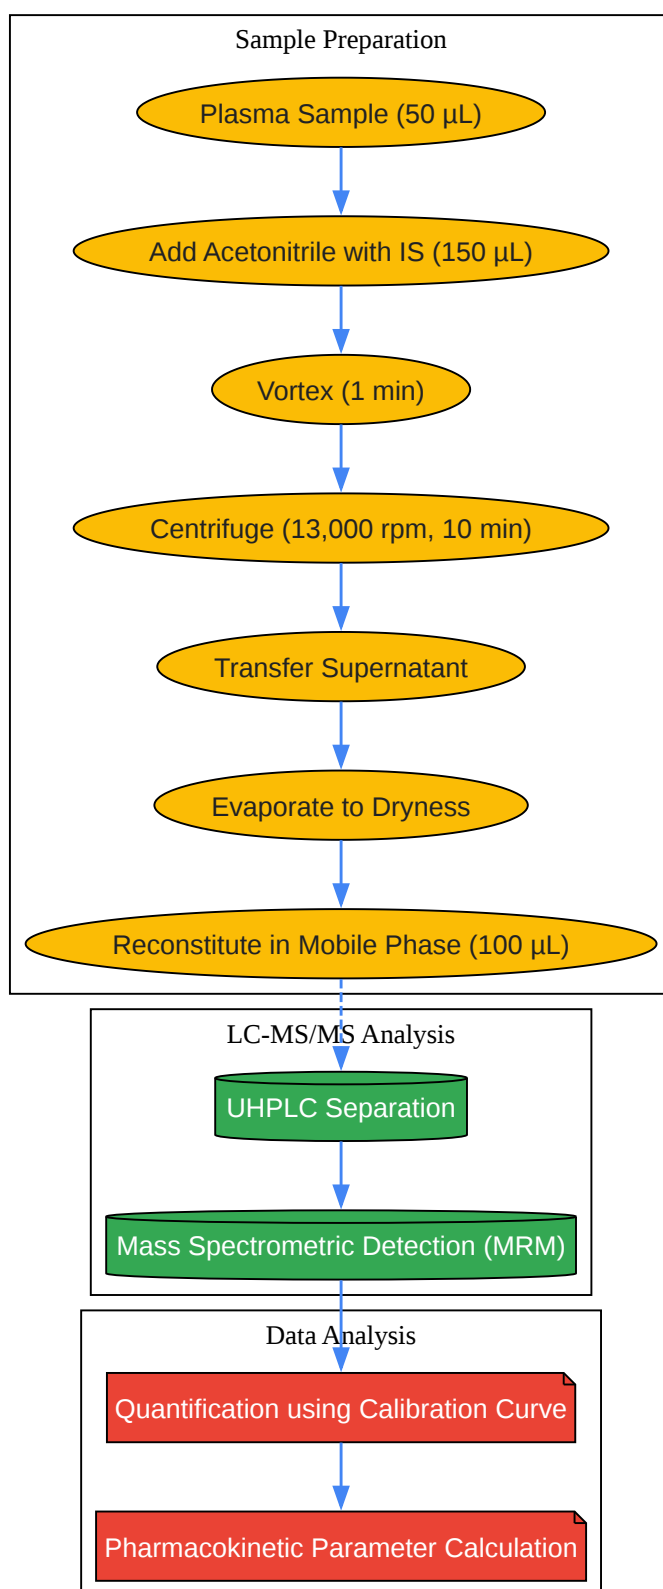 Sample Preparation
Plasma Sample (50 µL)
Add Acetonitrile with IS (150 µL)
Vortex (1 min)
Centrifuge (13,000 rpm, 10 min)
Transfer Supernatant
Evaporate to Dryness
Reconstitute in Mobile Phase (100 µL)
LC-MS/MS Analysis
UHPLC Separation
Mass Spectrometric Detection (MRM)
Data Analysis
Quantification using Calibration Curve
Pharmacokinetic Parameter Calculation